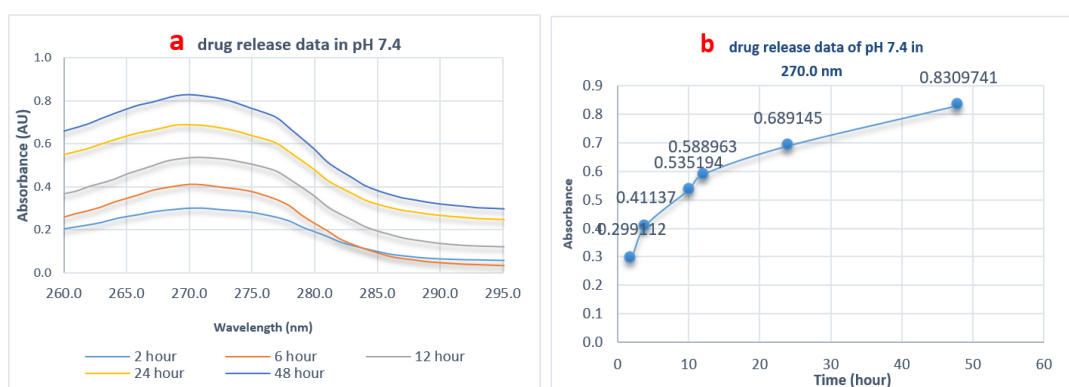 a drug release data in pH 7.4
1.0
0.8
0.6
0.4
0.2
0.0
Absorbance (AU)
260.0 265.0 270.0 275.0 280.0 285.0 290.0 295.0
Wavelength (nm)
2 hour 6 hour 12 hour
24 hour 48 hour
b drug release data of pH 7.4 in
270.0 nm
0.9
0.8
0.7
0.6
0.5
0.4
0.3
0.2
0.1
0.0
Absorbance
0.8309741
0.689145
0.588963
0.535194
0.41137
0.299112
0 10 20 30 40 50 60
Time (hour)